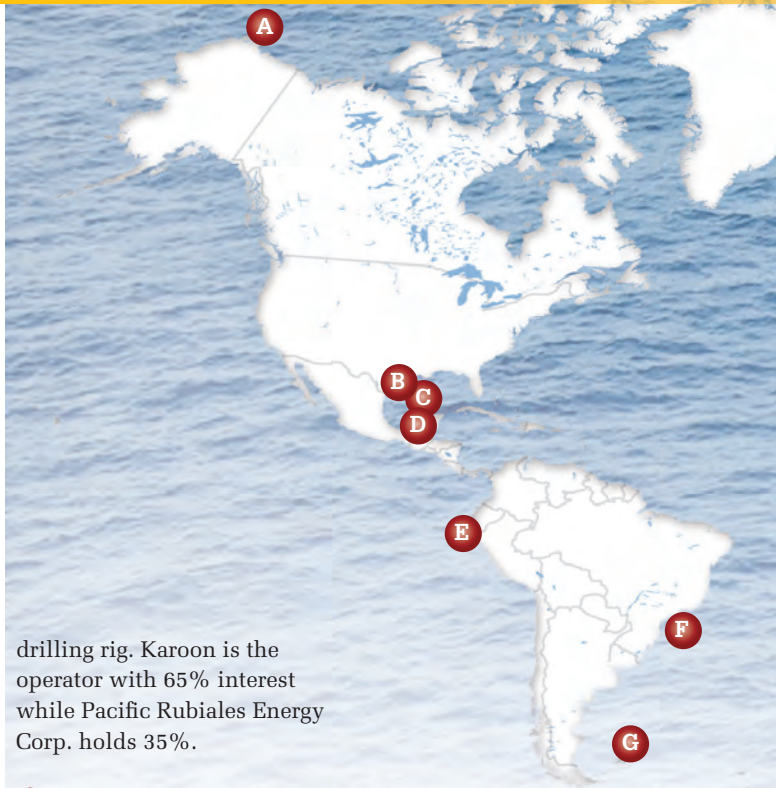 A
B
C
D
E
F
G
drilling rig. Karoon is the
operator with 65% interest
while Pacific Rubiales Energy
Corp. holds 35%.